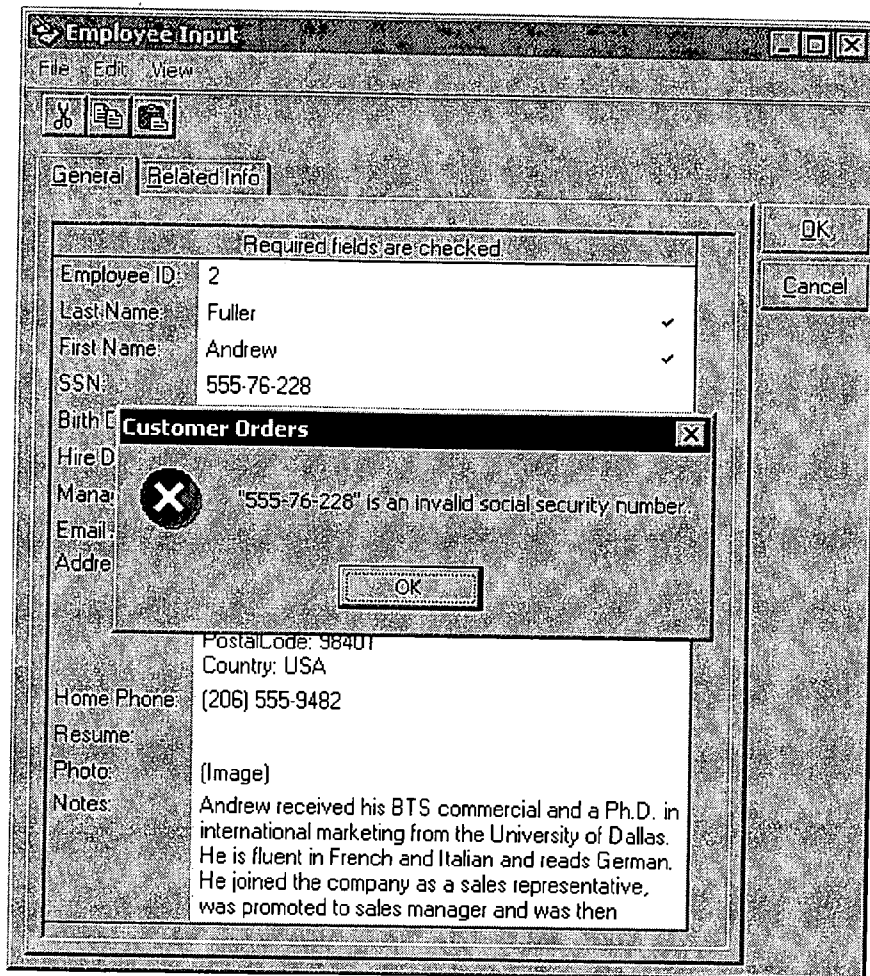 Employee Input
File Edit View
General Related Info
Required fields are checked
OK
Cancel
Employee ID: 2
Last Name: Fuller
First Name: Andrew
SSN: 555-76-228
Birth D
Hire D
Mana
Email:
Addre
Customer Orders
"555-76-228" is an invalid social security number.
OK
PostalCode: 98401
Country: USA
Home Phone: (206) 555-9482
Resume:
Photo: (Image)
Notes: Andrew received his BTS commercial and a Ph.D. in
international marketing from the University of Dallas.
He is fluent in French and Italian and reads German.
He joined the company as a sales representative,
was promoted to sales manager and was then